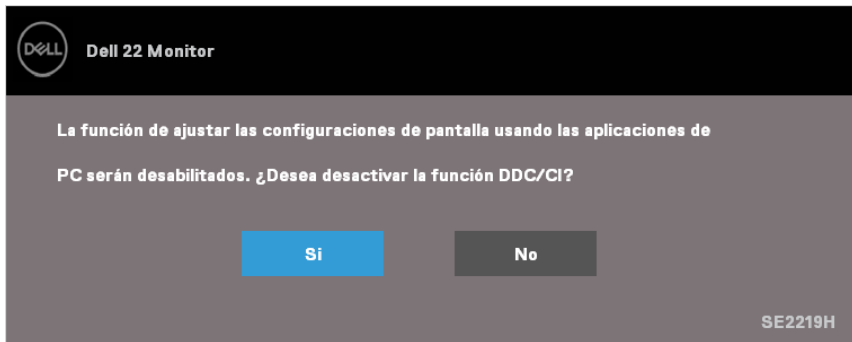 DELL
Dell 22 Monitor
La función de ajustar las configuraciones de pantalla usando las aplicaciones de
PC serán desabilitados. ¿Desea desactivar la función DDC/CI?
Si
No
SE2219H